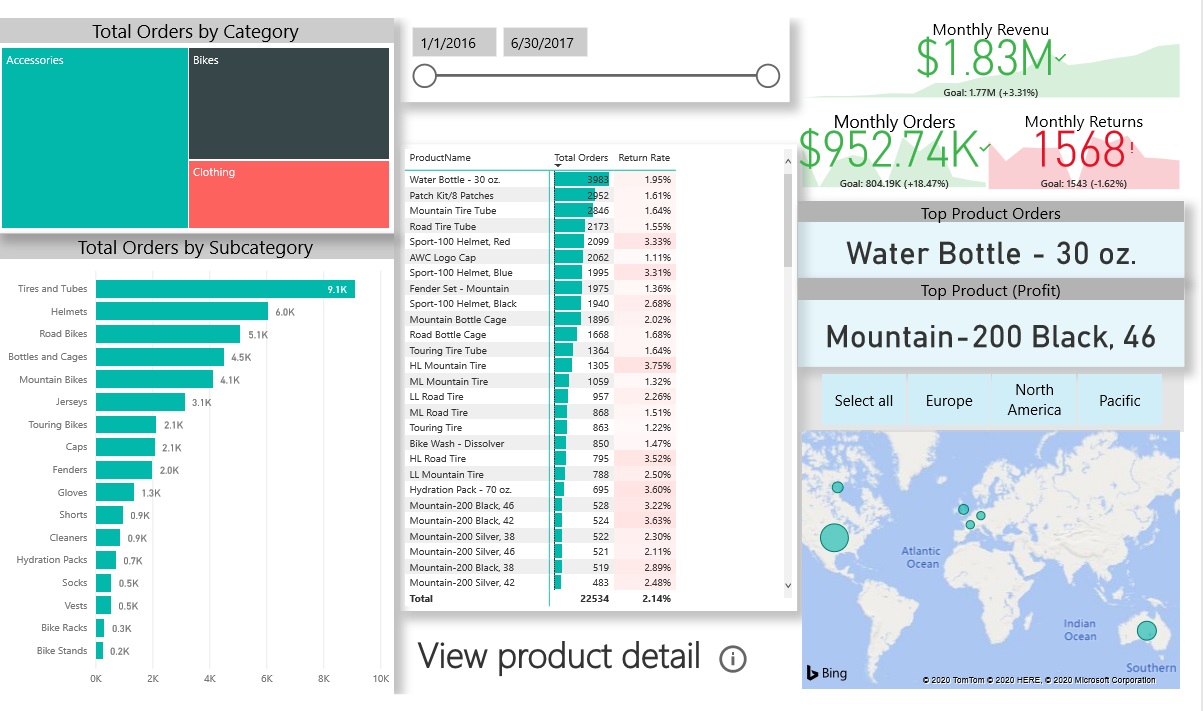 Total Orders by Category
Accessories
Bikes
Clothing
Total Orders by Subcategory
Tires and Tubes 9.1K
Helmets 6.0K
Road Bikes 5.1K
Bottles and Cages 4.5K
Mountain Bikes 4.1K
Jerseys 3.1K
Touring Bikes 2.1K
Caps 2.1K
Fenders 2.0K
Gloves 1.3K
Shorts 0.9K
Cleaners 0.9K
Hydration Packs 0.7K
Socks 0.5K
Vests 0.5K
Bike Racks 0.3K
Bike Stands 0.2K
0K 2K 4K 6K 8K 10K
1/1/2016 6/30/2017
ProductName Total Orders Return Rate
Water Bottle - 30 oz. 3983 1.95%
Patch Kit/8 Patches 2952 1.61%
Mountain Tire Tube 2846 1.64%
Road Tire Tube 2173 1.55%
Sport-100 Helmet, Red 2099 3.33%
AWC Logo Cap 2062 1.11%
Sport-100 Helmet, Blue 1995 3.31%
Fender Set - Mountain 1975 1.36%
Sport-100 Helmet, Black 1940 2.68%
Mountain Bottle Cage 1896 2.02%
Road Bottle Cage 1668 1.68%
Touring Tire Tube 1364 1.64%
HL Mountain Tire 1305 3.75%
ML Mountain Tire 1059 1.32%
LL Road Tire 957 2.26%
ML Road Tire 868 1.51%
Touring Tire 863 1.22%
Bike Wash - Dissolver 850 1.47%
HL Road Tire 795 3.52%
LL Mountain Tire 788 2.50%
Hydration Pack - 70 oz. 695 3.60%
Mountain-200 Black, 46 528 3.22%
Mountain-200 Black, 42 524 3.63%
Mountain-200 Silver, 38 522 2.30%
Mountain-200 Silver, 46 521 2.11%
Mountain-200 Black, 38 519 2.89%
Mountain-200 Silver, 42 483 2.48%
Total 22534 2.14%
View product detail
Monthly Revenu
$1.83M
Goal: 1.77M (+3.31%)
Monthly Orders
$952.74K
Goal: 804.19K (+18.47%)
Monthly Returns
1568!
Goal: 1543 (-1.62%)
Top Product Orders
Water Bottle - 30 oz.
Top Product (Profit)
Mountain-200 Black, 46
Select all
Europe
North
America
Pacific
Atlantic
Ocean
Indian
Ocean
Southern
Bing
© 2020 TomTom © 2020 HERE, © 2020 Microsoft Corporation